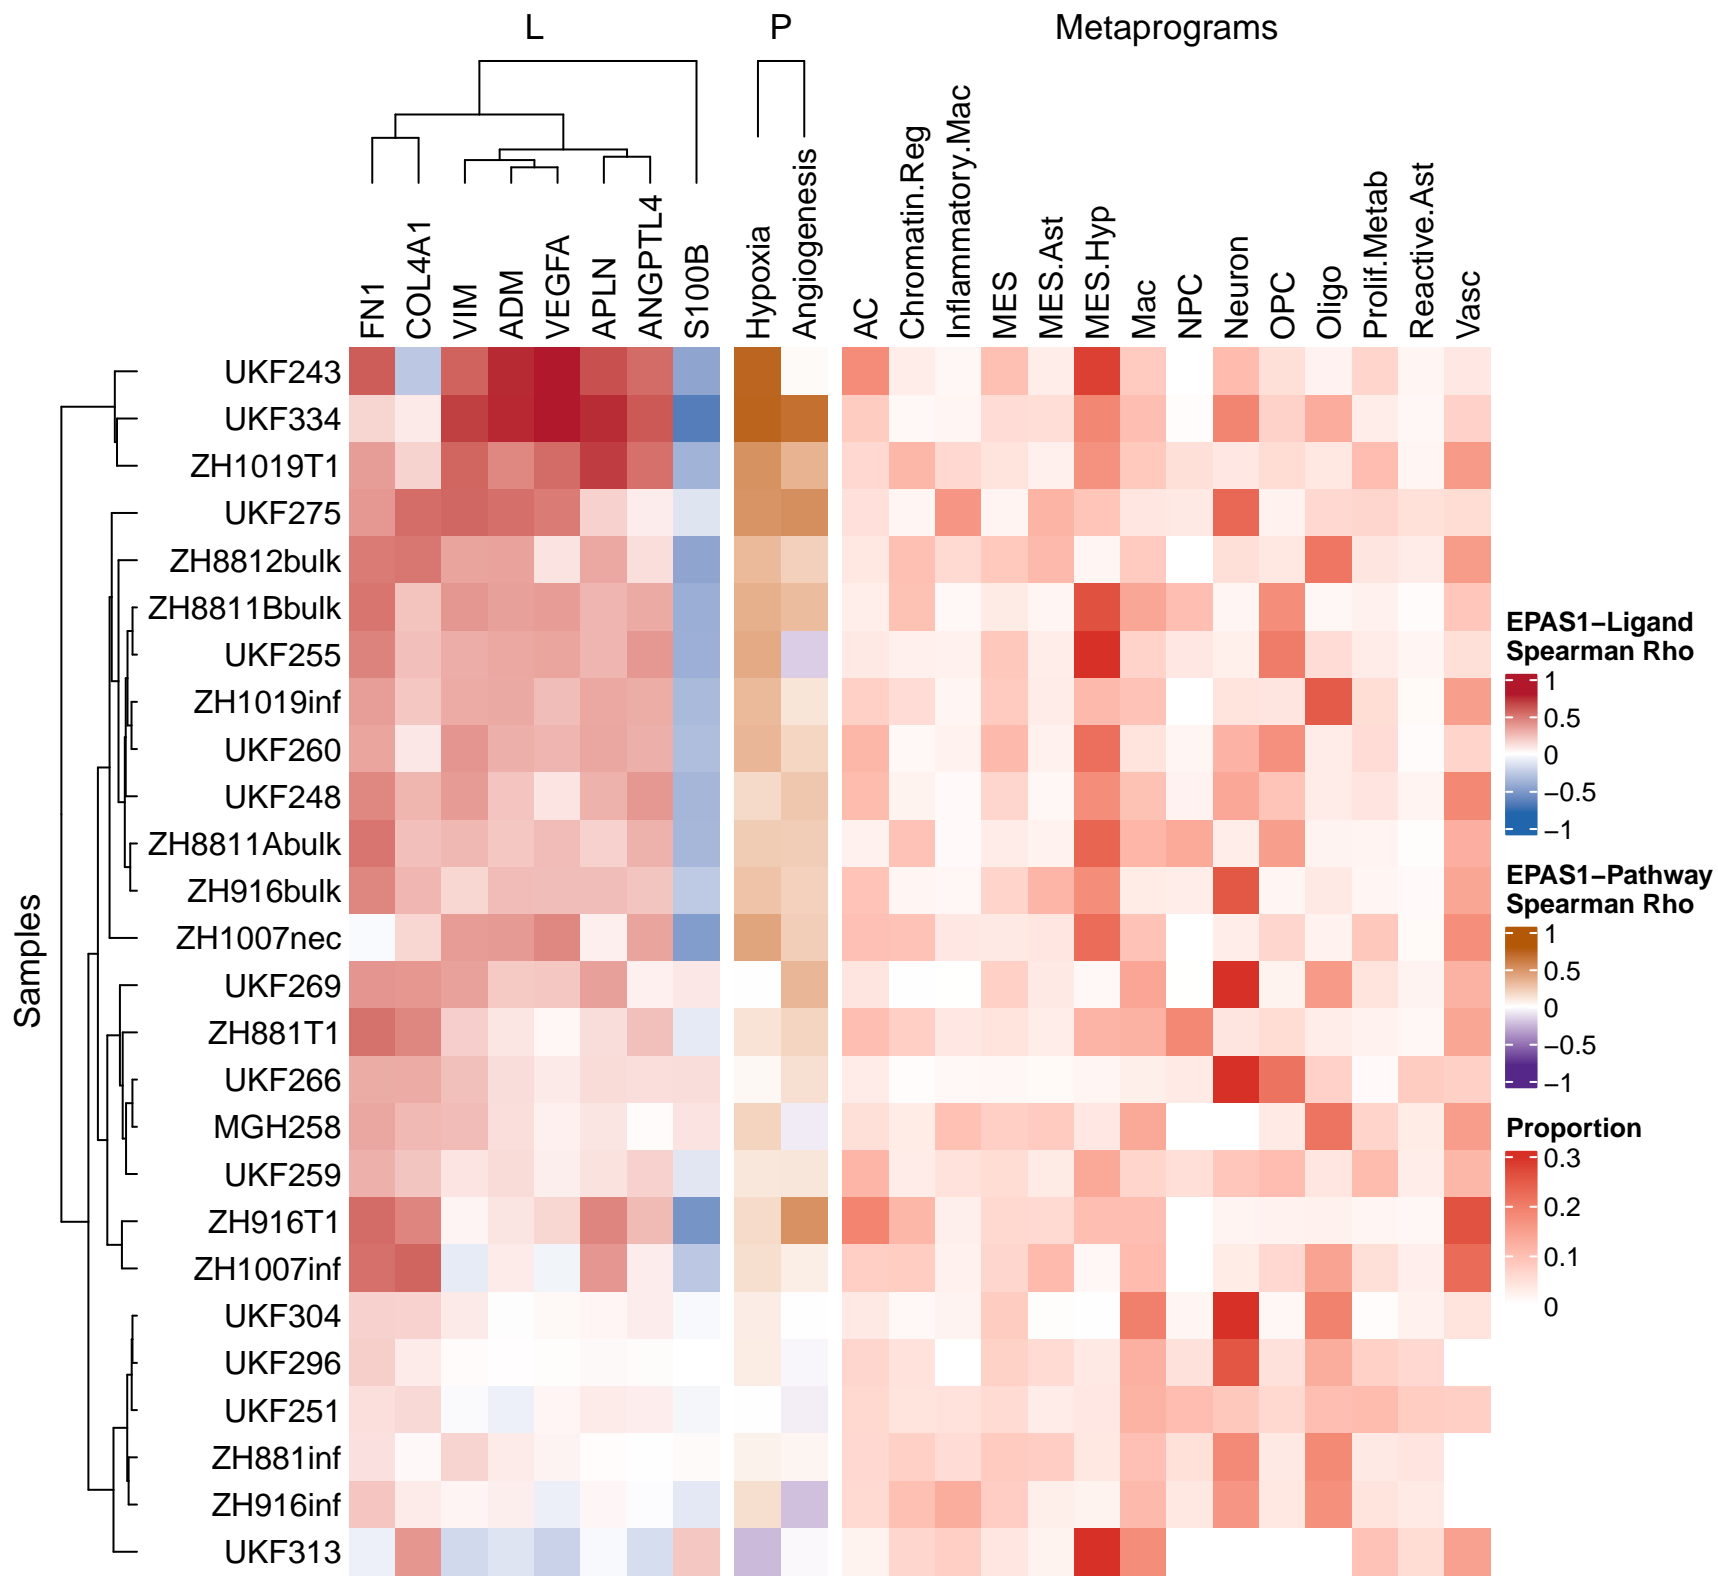 L P Metaprograms
FN1
COL4A1
VIM
ADM
VEGFA
APLN
ANGPTL4
S100B
Hypoxia
Angiogenesis
AC
Chromatin.Reg
Inflammatory.Mac
MES
MES.Ast
MES.Hyp
Mac
NPC
Neuron
OPC
Oligo
Prolif.Metab
Reactive.Ast
Vasc
Samples
UKF243
UKF334
ZH1019T1
UKF275
ZH8812bulk
ZH8811Bbulk
UKF255
ZH1019inf
UKF260
UKF248
ZH8811Abulk
ZH916bulk
ZH1007nec
UKF269
ZH881T1
UKF266
MGH258
UKF259
ZH916T1
ZH1007inf
UKF304
UKF296
UKF251
ZH881inf
ZH916inf
UKF313
EPAS1−Ligand
Spearman Rho
1
0.5
0
−0.5
−1
EPAS1−Pathway
Spearman Rho
1
0.5
0
−0.5
−1
Proportion
0.3
0.2
0.1
0